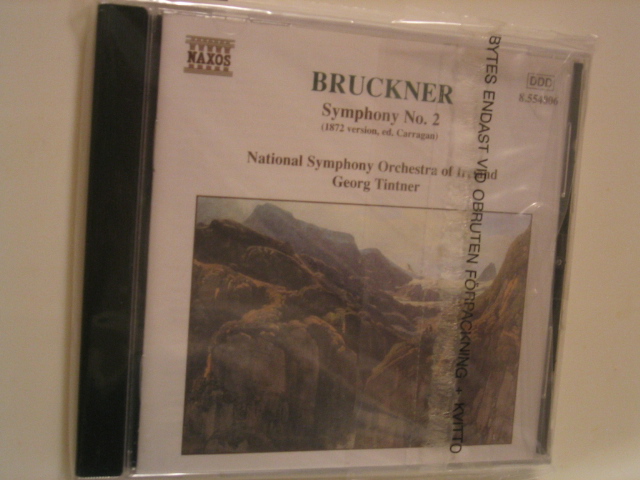 NAXOS
DDD
8.554396
BRUCKNER
Symphony No. 2
(1872 version, ed. Carragan)
National Symphony Orchestra of
Georg Tintner
BYTES ENDAST VID OBRUTEN FÖRPACKNING + KVITTO